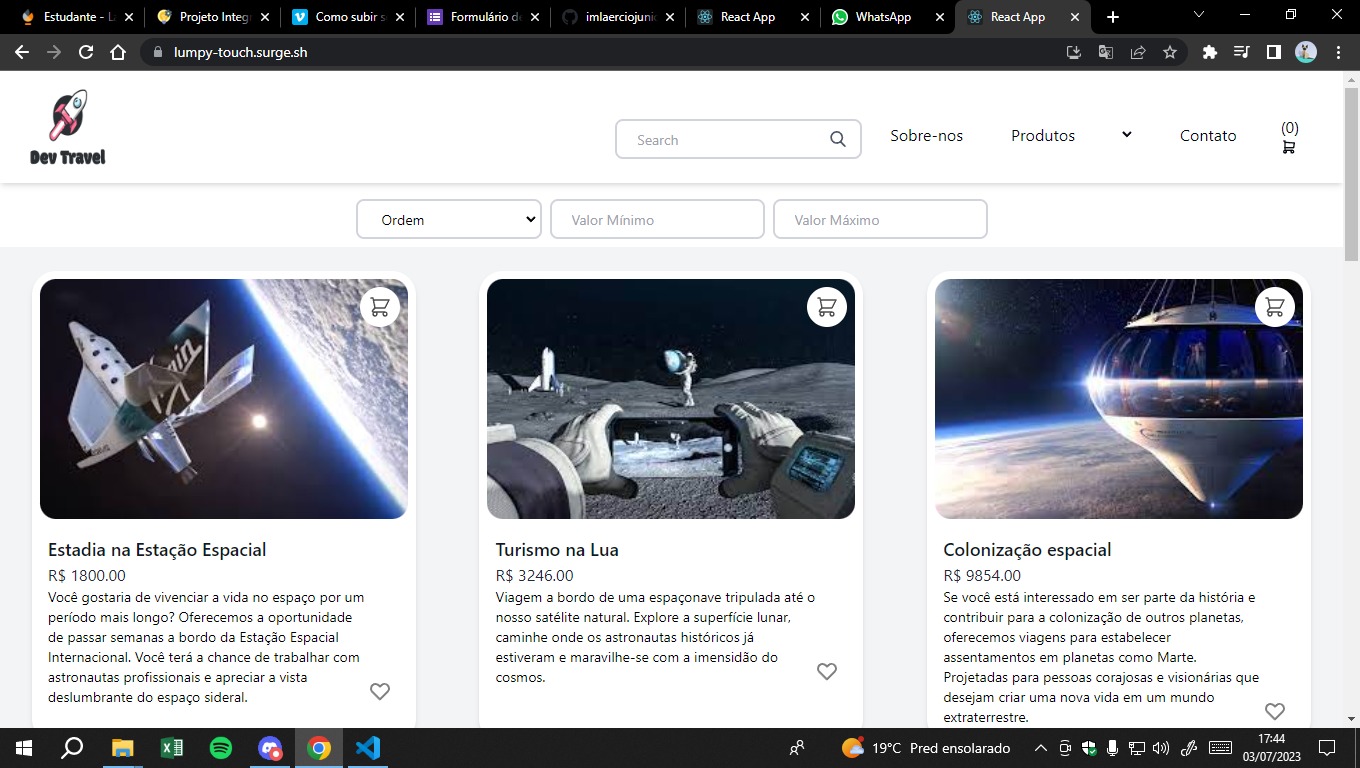 Estudante - L
Projeto Integr
Como subir s
Formulário d
imlaerciojunio
React App
WhatsApp
React App
lumpy-touch.surge.sh
Dev Travel
Search
Sobre-nos
Produtos
Contato
(0)
Ordem
Valor Mínimo
Valor Máximo
Estadia na Estação Espacial
R$ 1800.00
Você gostaria de vivenciar a vida no espaço por um
período mais longo? Oferecemos a oportunidade
de passar semanas a bordo da Estação Espacial
Internacional. Você terá a chance de trabalhar com
astronautas profissionais e apreciar a vista
deslumbrante do espaço sideral.
Turismo na Lua
R$ 3246.00
Viagem a bordo de uma espaçonave tripulada até o
nosso satélite natural. Explore a superfície lunar,
caminhe onde os astronautas históricos já
estiveram e maravilhe-se com a imensidão do
cosmos.
Colonização espacial
R$ 9854.00
Se você está interessado em ser parte da história e
contribuir para a colonização de outros planetas,
oferecemos viagens para estabelecer
assentamentos em planetas como Marte.
Projetadas para pessoas corajosas e visionárias que
desejam criar uma nova vida em um mundo
extraterrestre.
19°C Pred ensolarado
17:44
03/07/2023